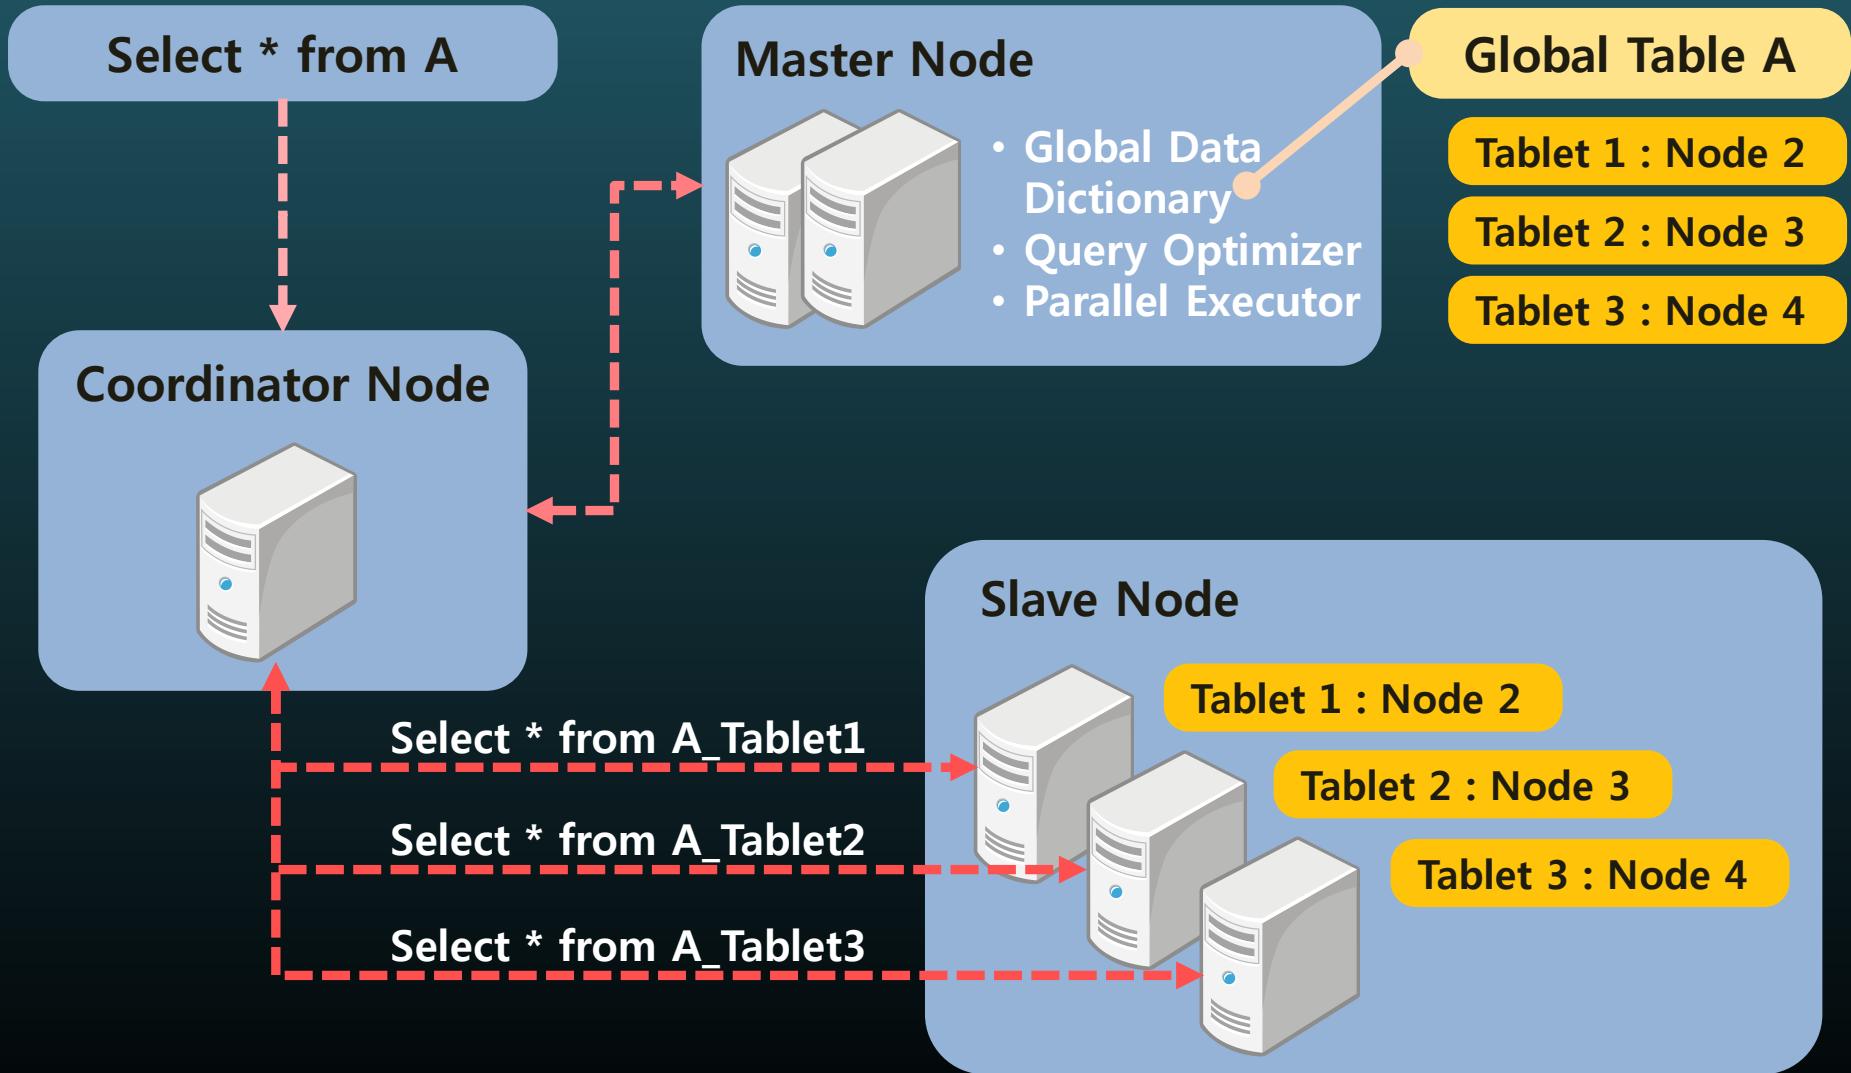 Select * from A
Master Node
• Global Data
Dictionary
• Query Optimizer
• Parallel Executor
Global Table A
Tablet 1 : Node 2
Tablet 2 : Node 3
Tablet 3 : Node 4
Coordinator Node
Slave Node
Tablet 1 : Node 2
Tablet 2 : Node 3
Tablet 3 : Node 4
Select * from A_Tablet1
Select * from A_Tablet2
Select * from A_Tablet3